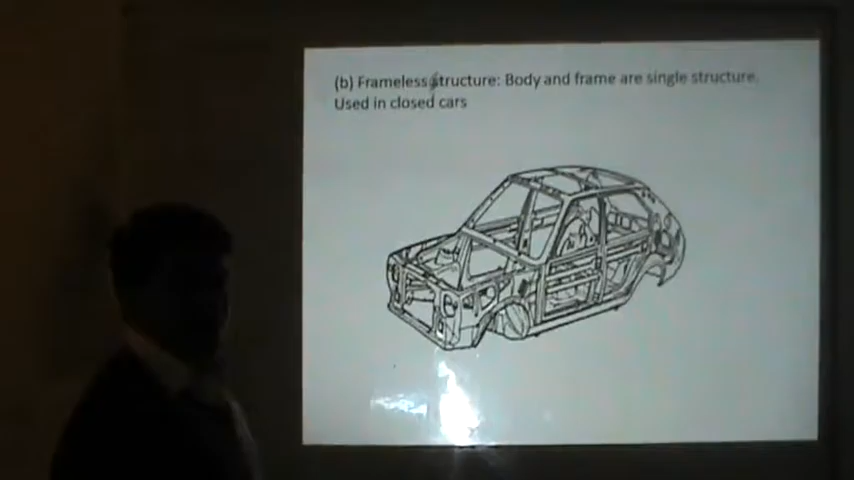 (b) Frameless structure: Body and frame are single structure.
Used in closed cars